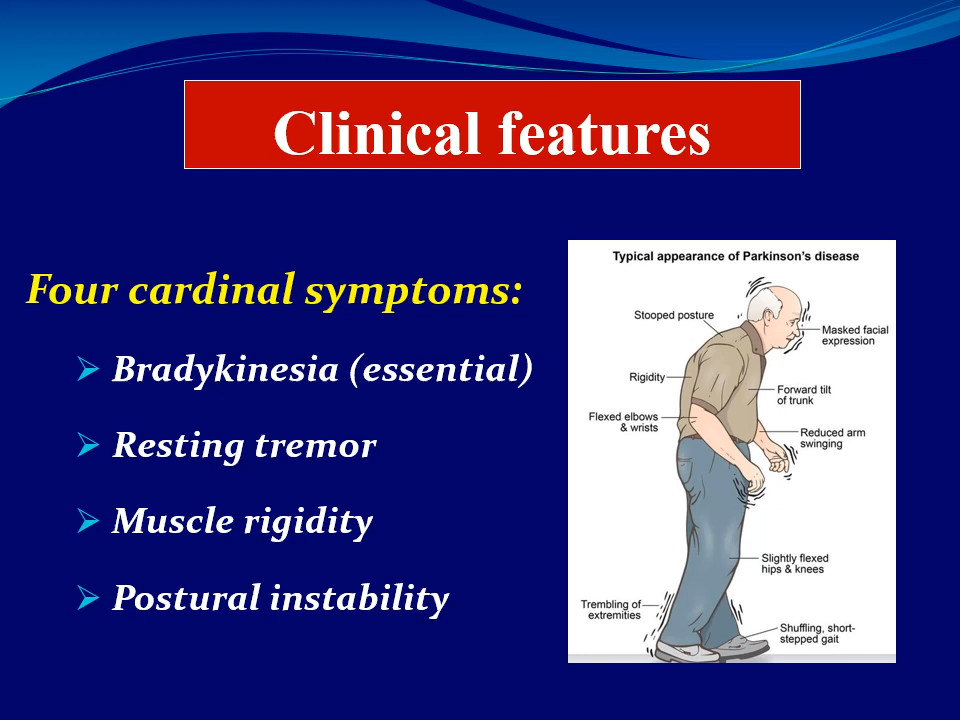 Clinical features
Four cardinal symptoms:
Bradykinesia (essential)
Resting tremor
Muscle rigidity
Postural instability
Typical appearance of Parkinson's disease
Stooped posture
Masked facial
expression
Rigidity
Forward tilt
of trunk
Flexed elbows
& wrists
Reduced arm
swinging
Slightly flexed
hips & knees
Trembling of
extremities
Shuffling, short-
stepped gait